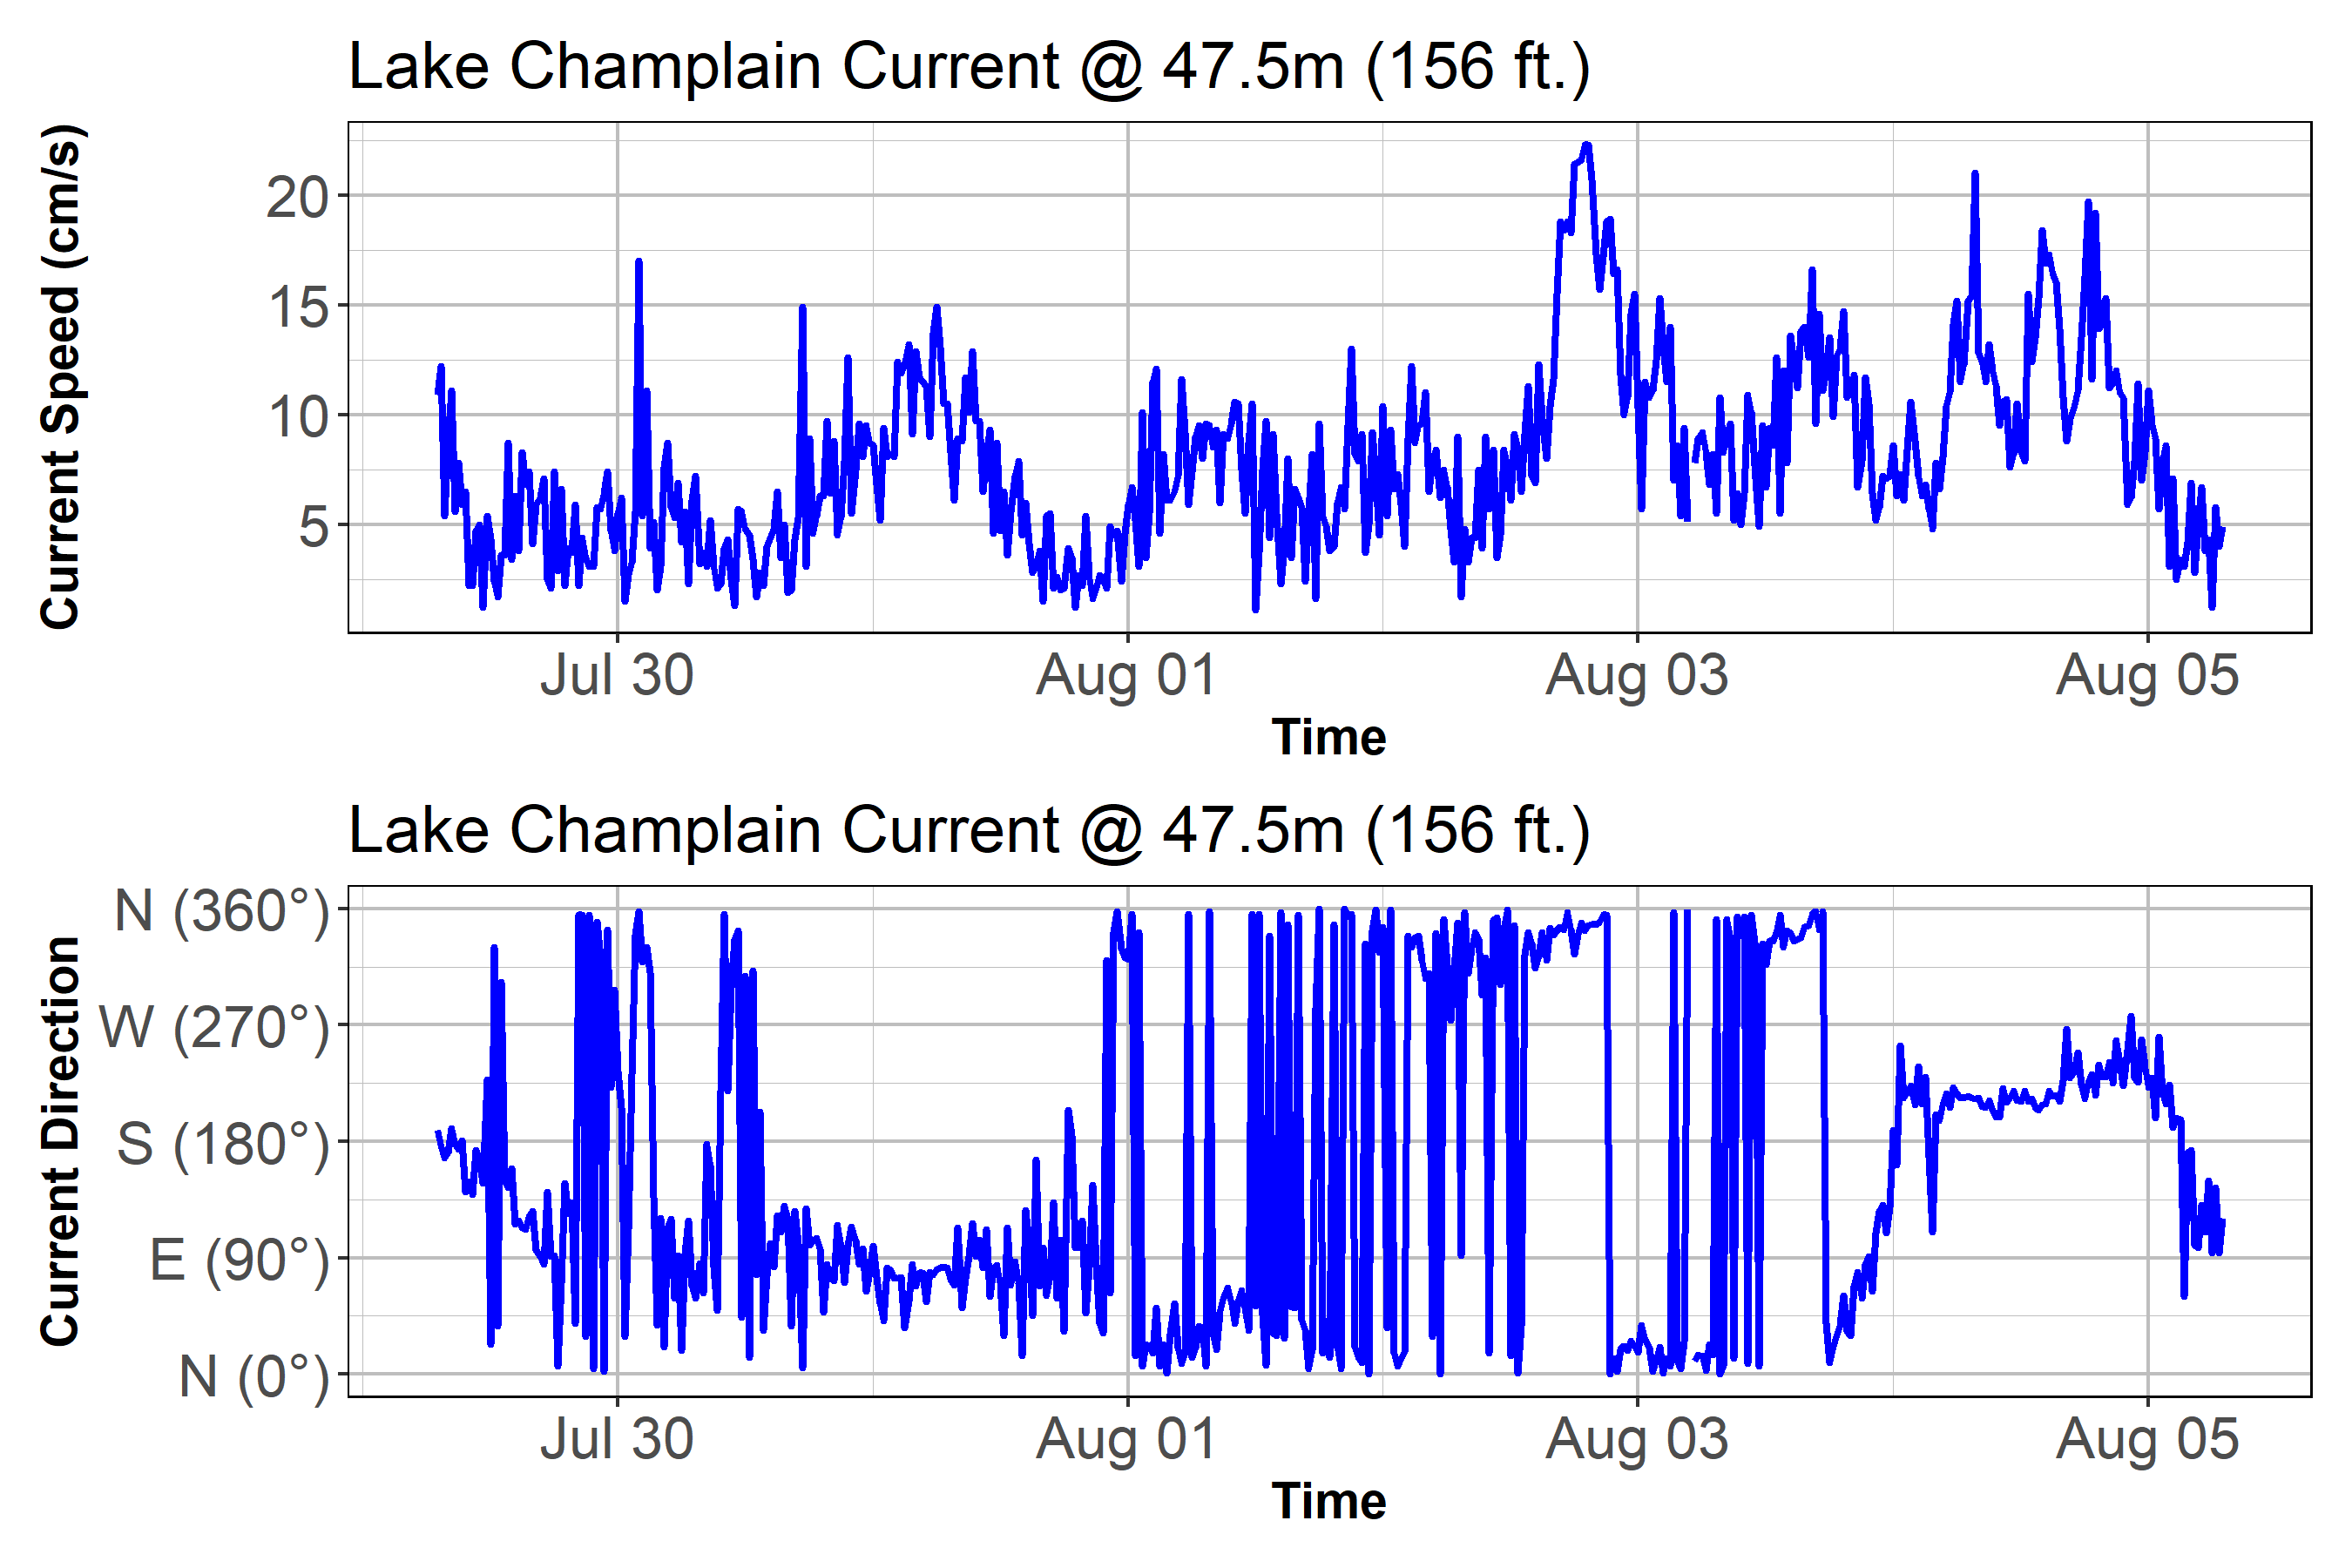 Lake Champlain Current @ 47.5m (156 ft.)
Current Speed (cm/s)
20
15
10
5
Jul 30
Aug 01
Aug 03
Aug 05
Time
Lake Champlain Current @ 47.5m (156 ft.)
Current Direction
N (360°)
W (270°)
S (180°)
E (90°)
N (0°)
Jul 30
Aug 01
Aug 03
Aug 05
Time